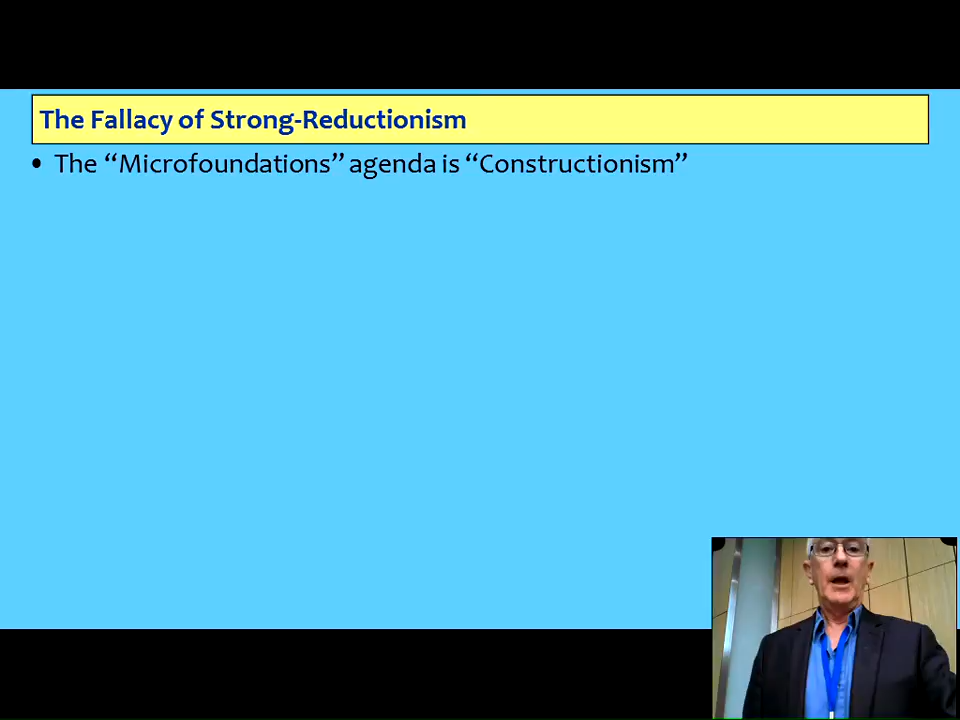 The Fallacy of Strong-Reductionism
• The “Microfoundations” agenda is “Constructionism”